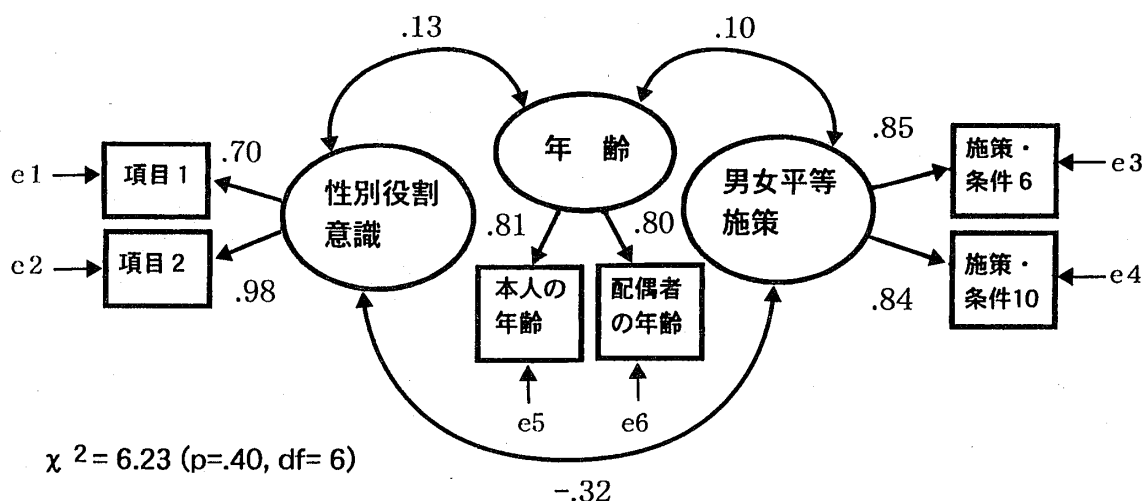 .13
.10
年 齢
e1
項目1
.70
性別役割
意識
男女平等
施策
.85
施策・
条件6
e3
e2
項目2
.98
.81
.80
本人の
年齢
配偶者
の年齢
.84
施策・
条件10
e4
e5
e6
χ 2 = 6.23 (p=.40, df= 6)
-.32